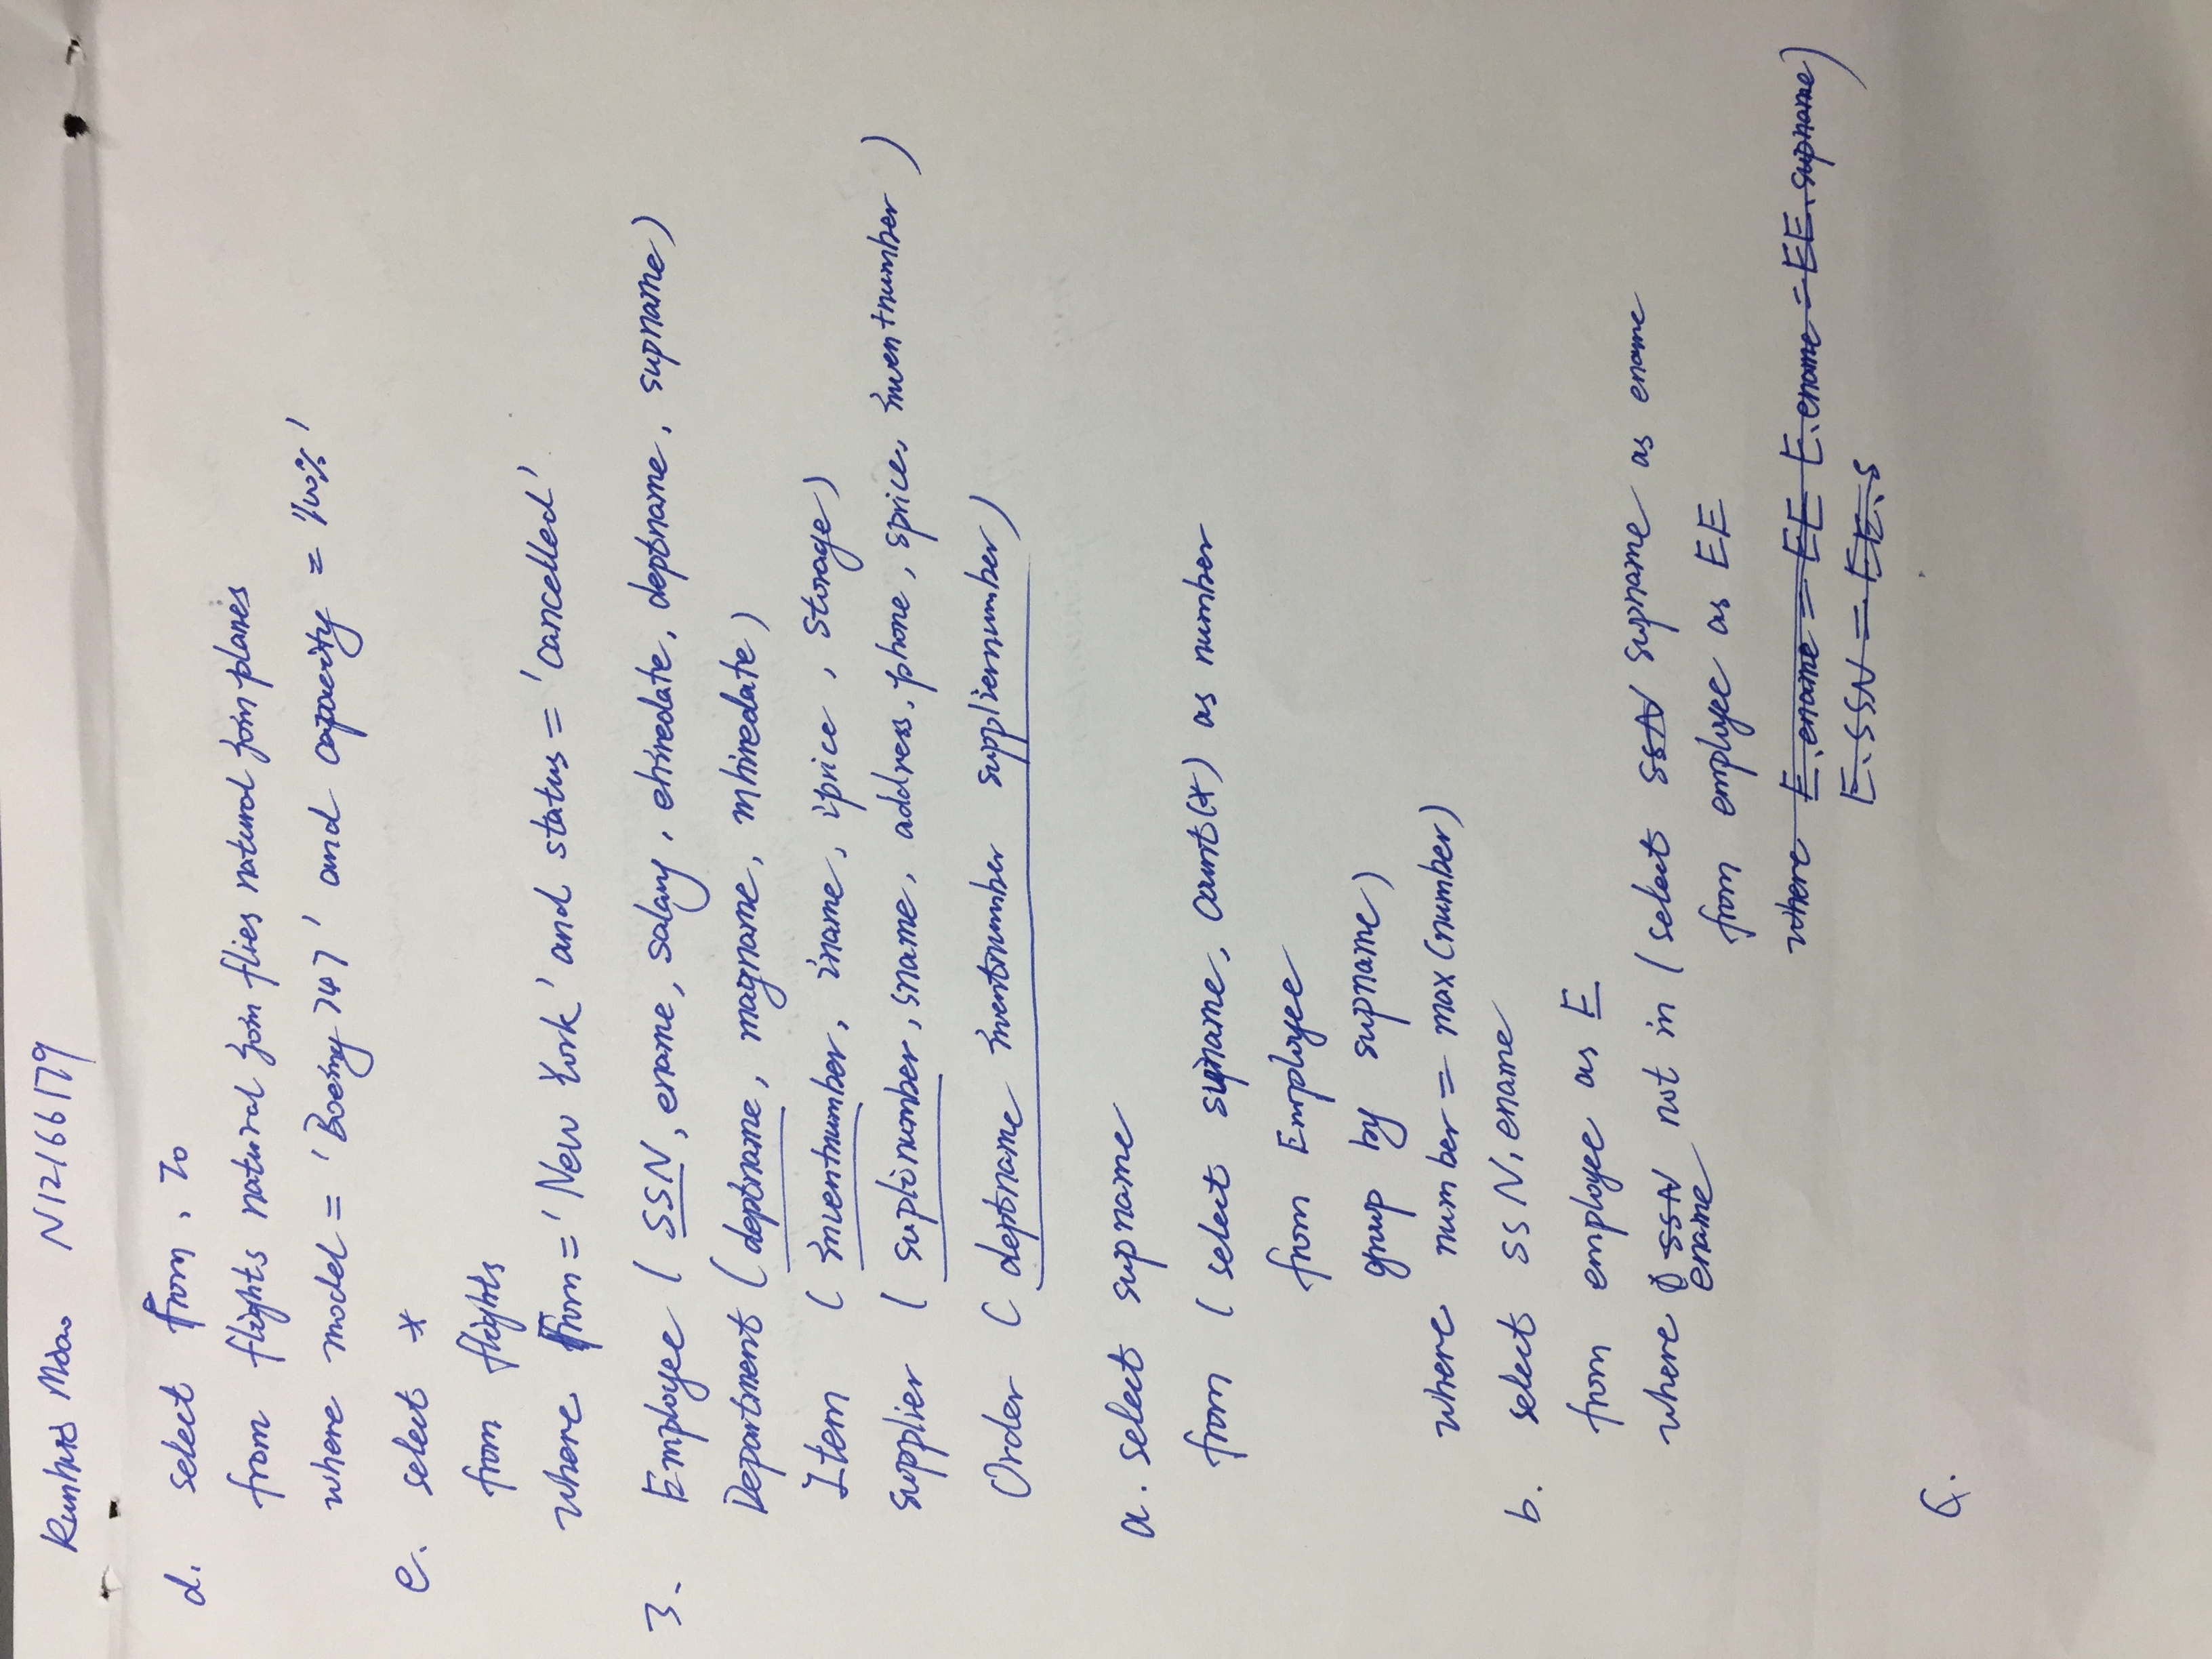 N12166179
d. select From, To
from flights natural join flies natural join planes
where model = 'Boeing 747' and capacity = '100%'
e. select *
from flights
where From = 'New York' and status = 'cancelled'
3. Employee (SSN, ename, salary, ehiredate, deptname, supname)
Department (deptname, magname, mhiredate)
Item (inventnumber, iname, iprice, storage)
supplier (suplionumber, sname, address, phone, sprice, inventnumber)
Order (deptname inventnumber suppliernumber)
a. select supname
from (select supname, count(*) as number
from Employee
group by supname)
where number = max(number)
b. select SSN, ename
from employee as E
where SSN ename not in (select SSN supname as ename
from employee as EE
where E.ename = EE E.ename = EE.supname)
E.SSN = EE.s